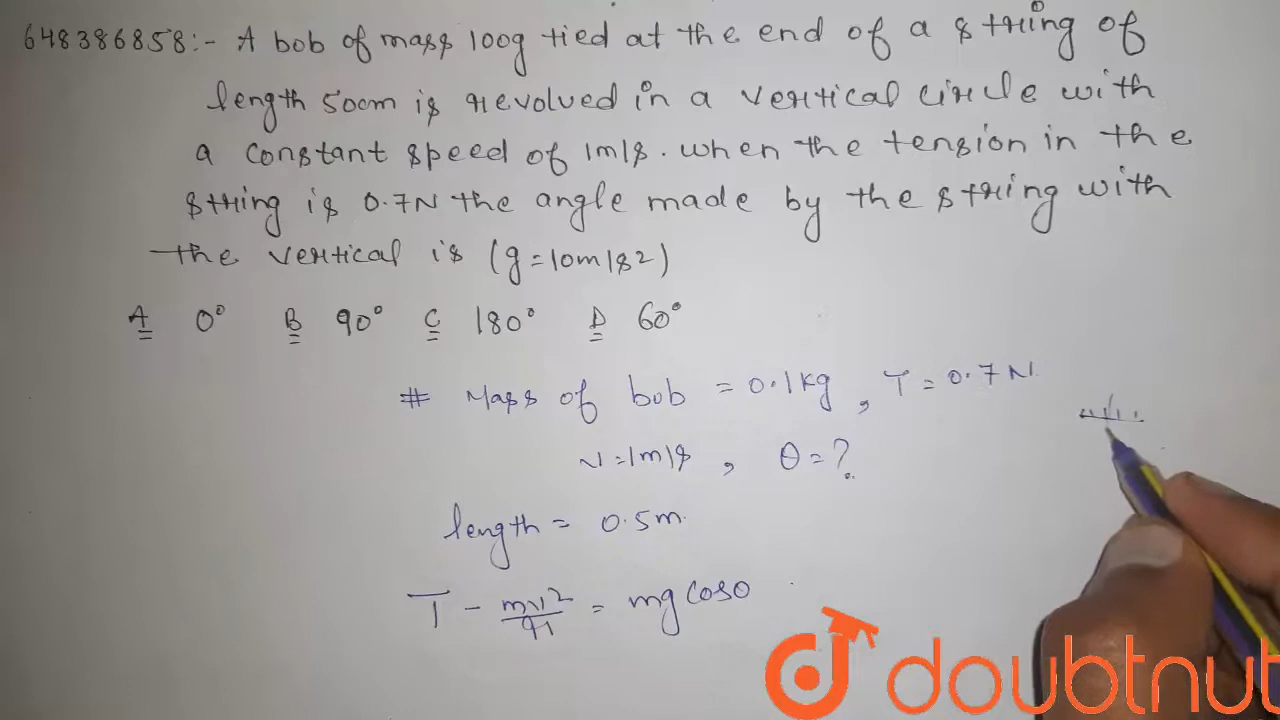 648386858:- A bob of mass 100g tied at the end of a string of
length 500m is revolved in a vertical circle with
a constant speed of 1m/s. when the tension in the
string is 0.7N the angle made by the string with
the vertical is (g=10m/s2)
A 0° B 90° C 180° D 60°
# Mass of bob = 0.1kg, T = 0.7N.
v=1m/s, θ=?
length = 0.5m.
T - mv²/r = mg cosθ
doubtnut